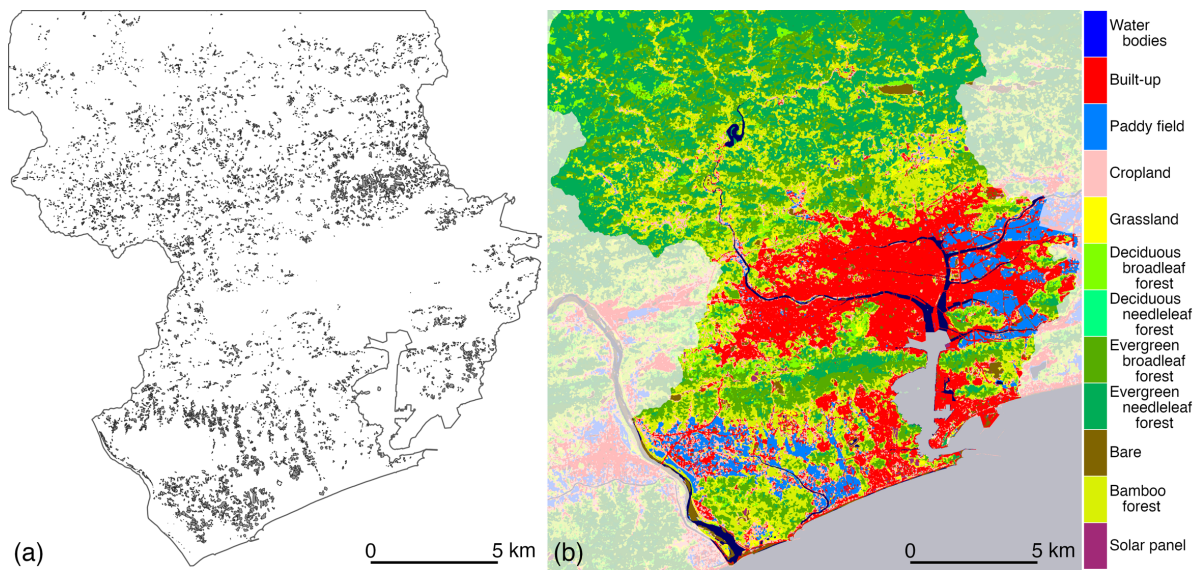 (a)
0 5 km
(b)
0 5 km
Water
bodies
Built-up
Paddy field
Cropland
Grassland
Deciduous
broadleaf
forest
Deciduous
needleleaf
forest
Evergreen
broadleaf
forest
Evergreen
needleleaf
forest
Bare
Bamboo
forest
Solar panel